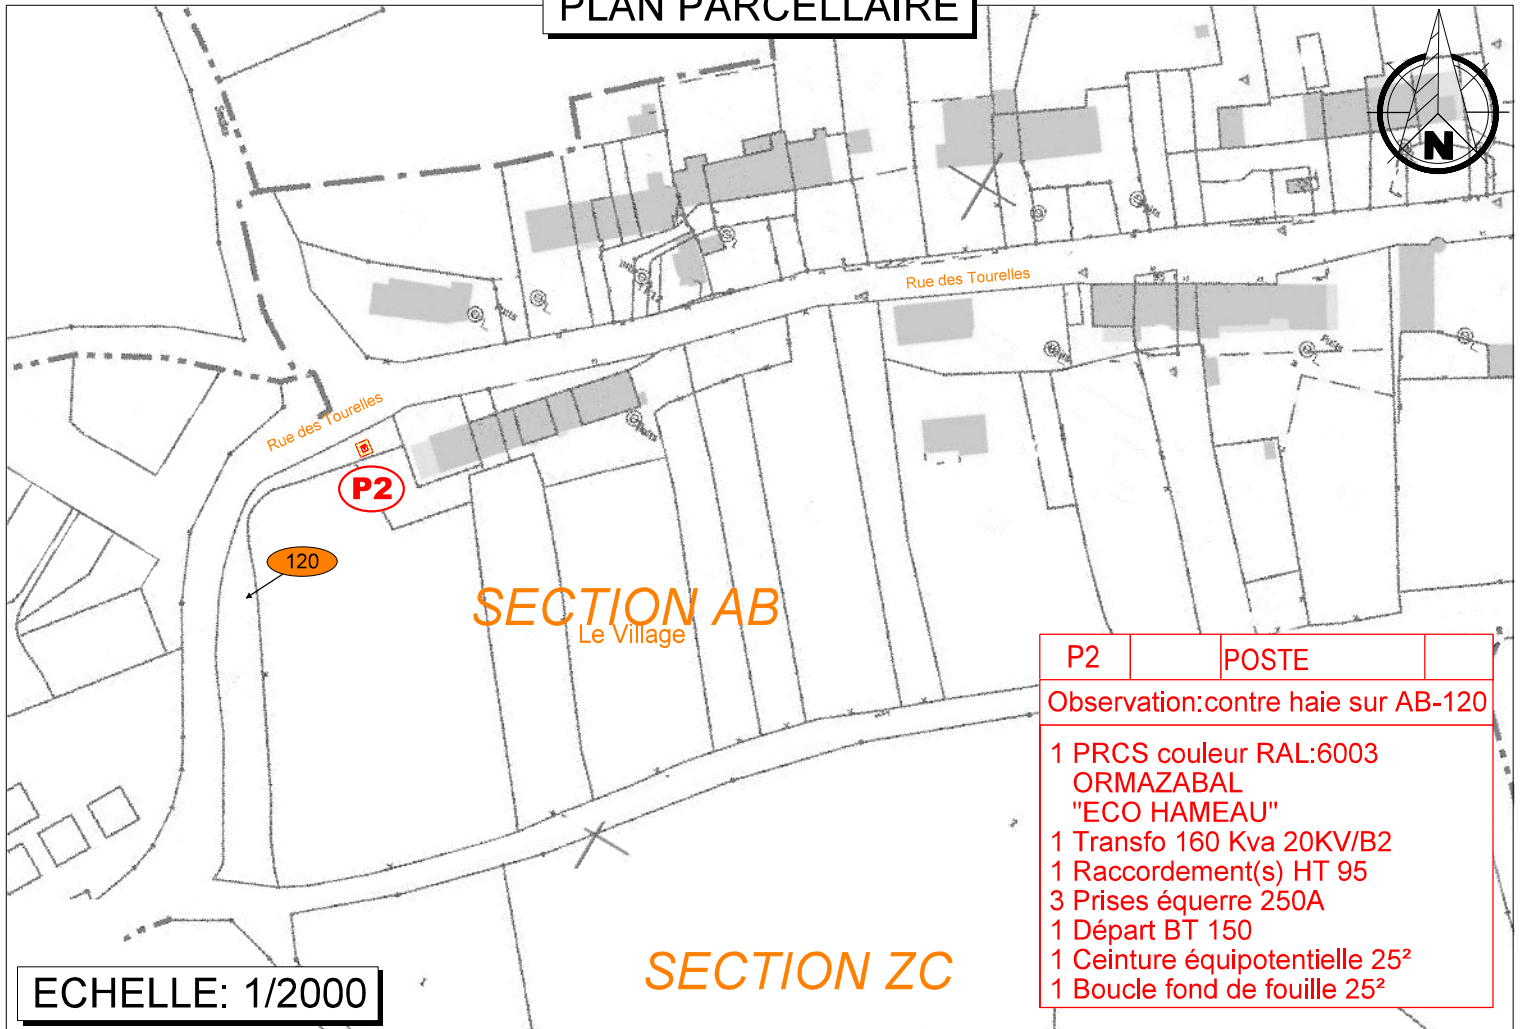 PLAN PARCELLAIRE
N
Rue des Tourelles
Rue des Tourelles
P2
120
SECTION AB
Le Village
P2 POSTE
Observation:contre haie sur AB-120
1 PRCS couleur RAL:6003
ORMAZABAL
"ECO HAMEAU"
1 Transfo 160 Kva 20KV/B2
1 Raccordement(s) HT 95
3 Prises équerre 250A
1 Départ BT 150
1 Ceinture équipotentielle 25²
1 Boucle fond de fouille 25²
SECTION ZC
ECHELLE: 1/2000